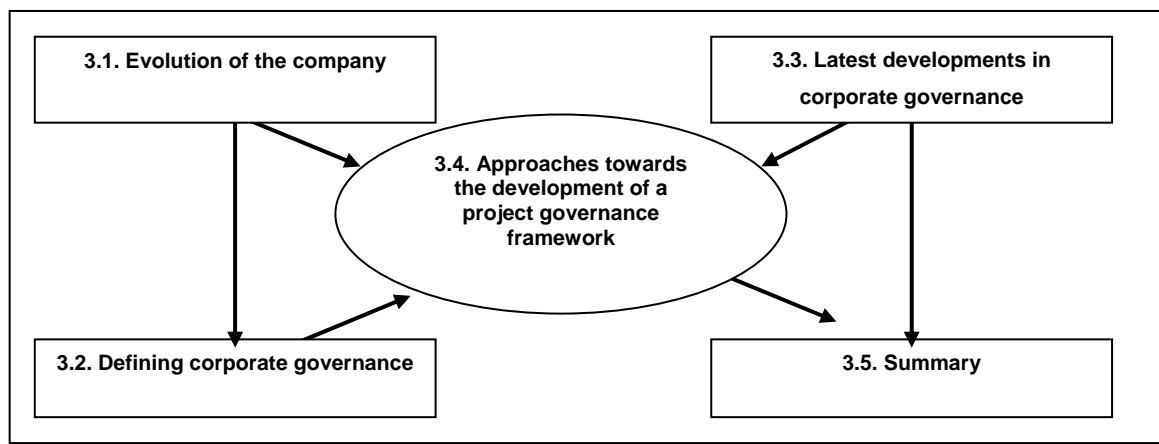 3.1. Evolution of the company
3.3. Latest developments in
corporate governance
3.4. Approaches towards
the development of a
project governance
framework
3.2. Defining corporate governance
3.5. Summary